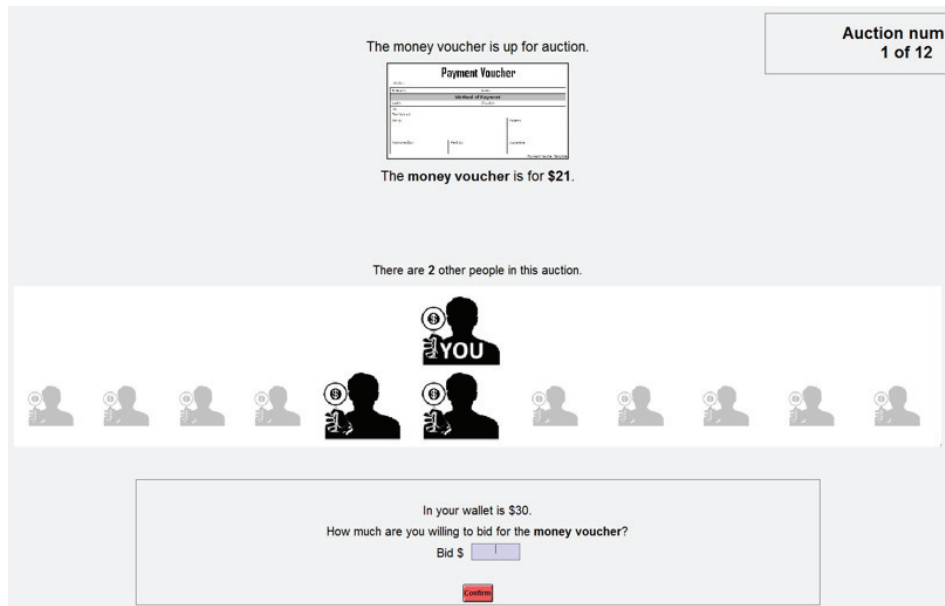 Auction num
1 of 12
The money voucher is up for auction.
Payment Voucher
Method of Payment
The money voucher is for $21.
There are 2 other people in this auction.
$
YOU
$
$
In your wallet is $30.
How much are you willing to bid for the money voucher?
Bid $
Confirm